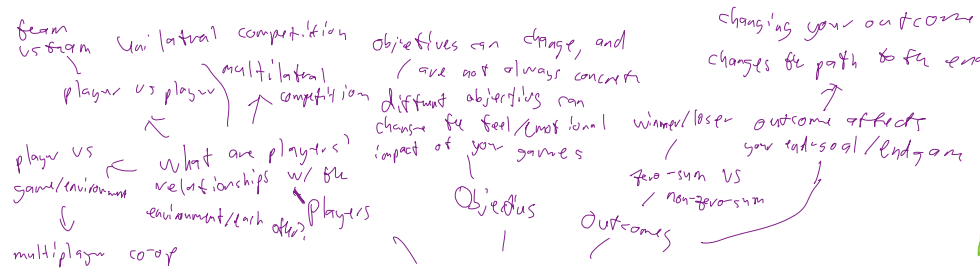 team
vs team
unilatral competition
player vs player
multilatral
competition
player vs
game/environment
multiplayer co-op
what are players?
relationships w/ the
environment/each other?
Players
objectives can change, and
are not always concrete
different objectives can
change the feel/emotional
impact of your games
Objectives
winner/loser
zero-sum vs
non-zero-sum
Outcomes
outcome affects
your end-goal/endgame
changing your outcome
changes the path to the end